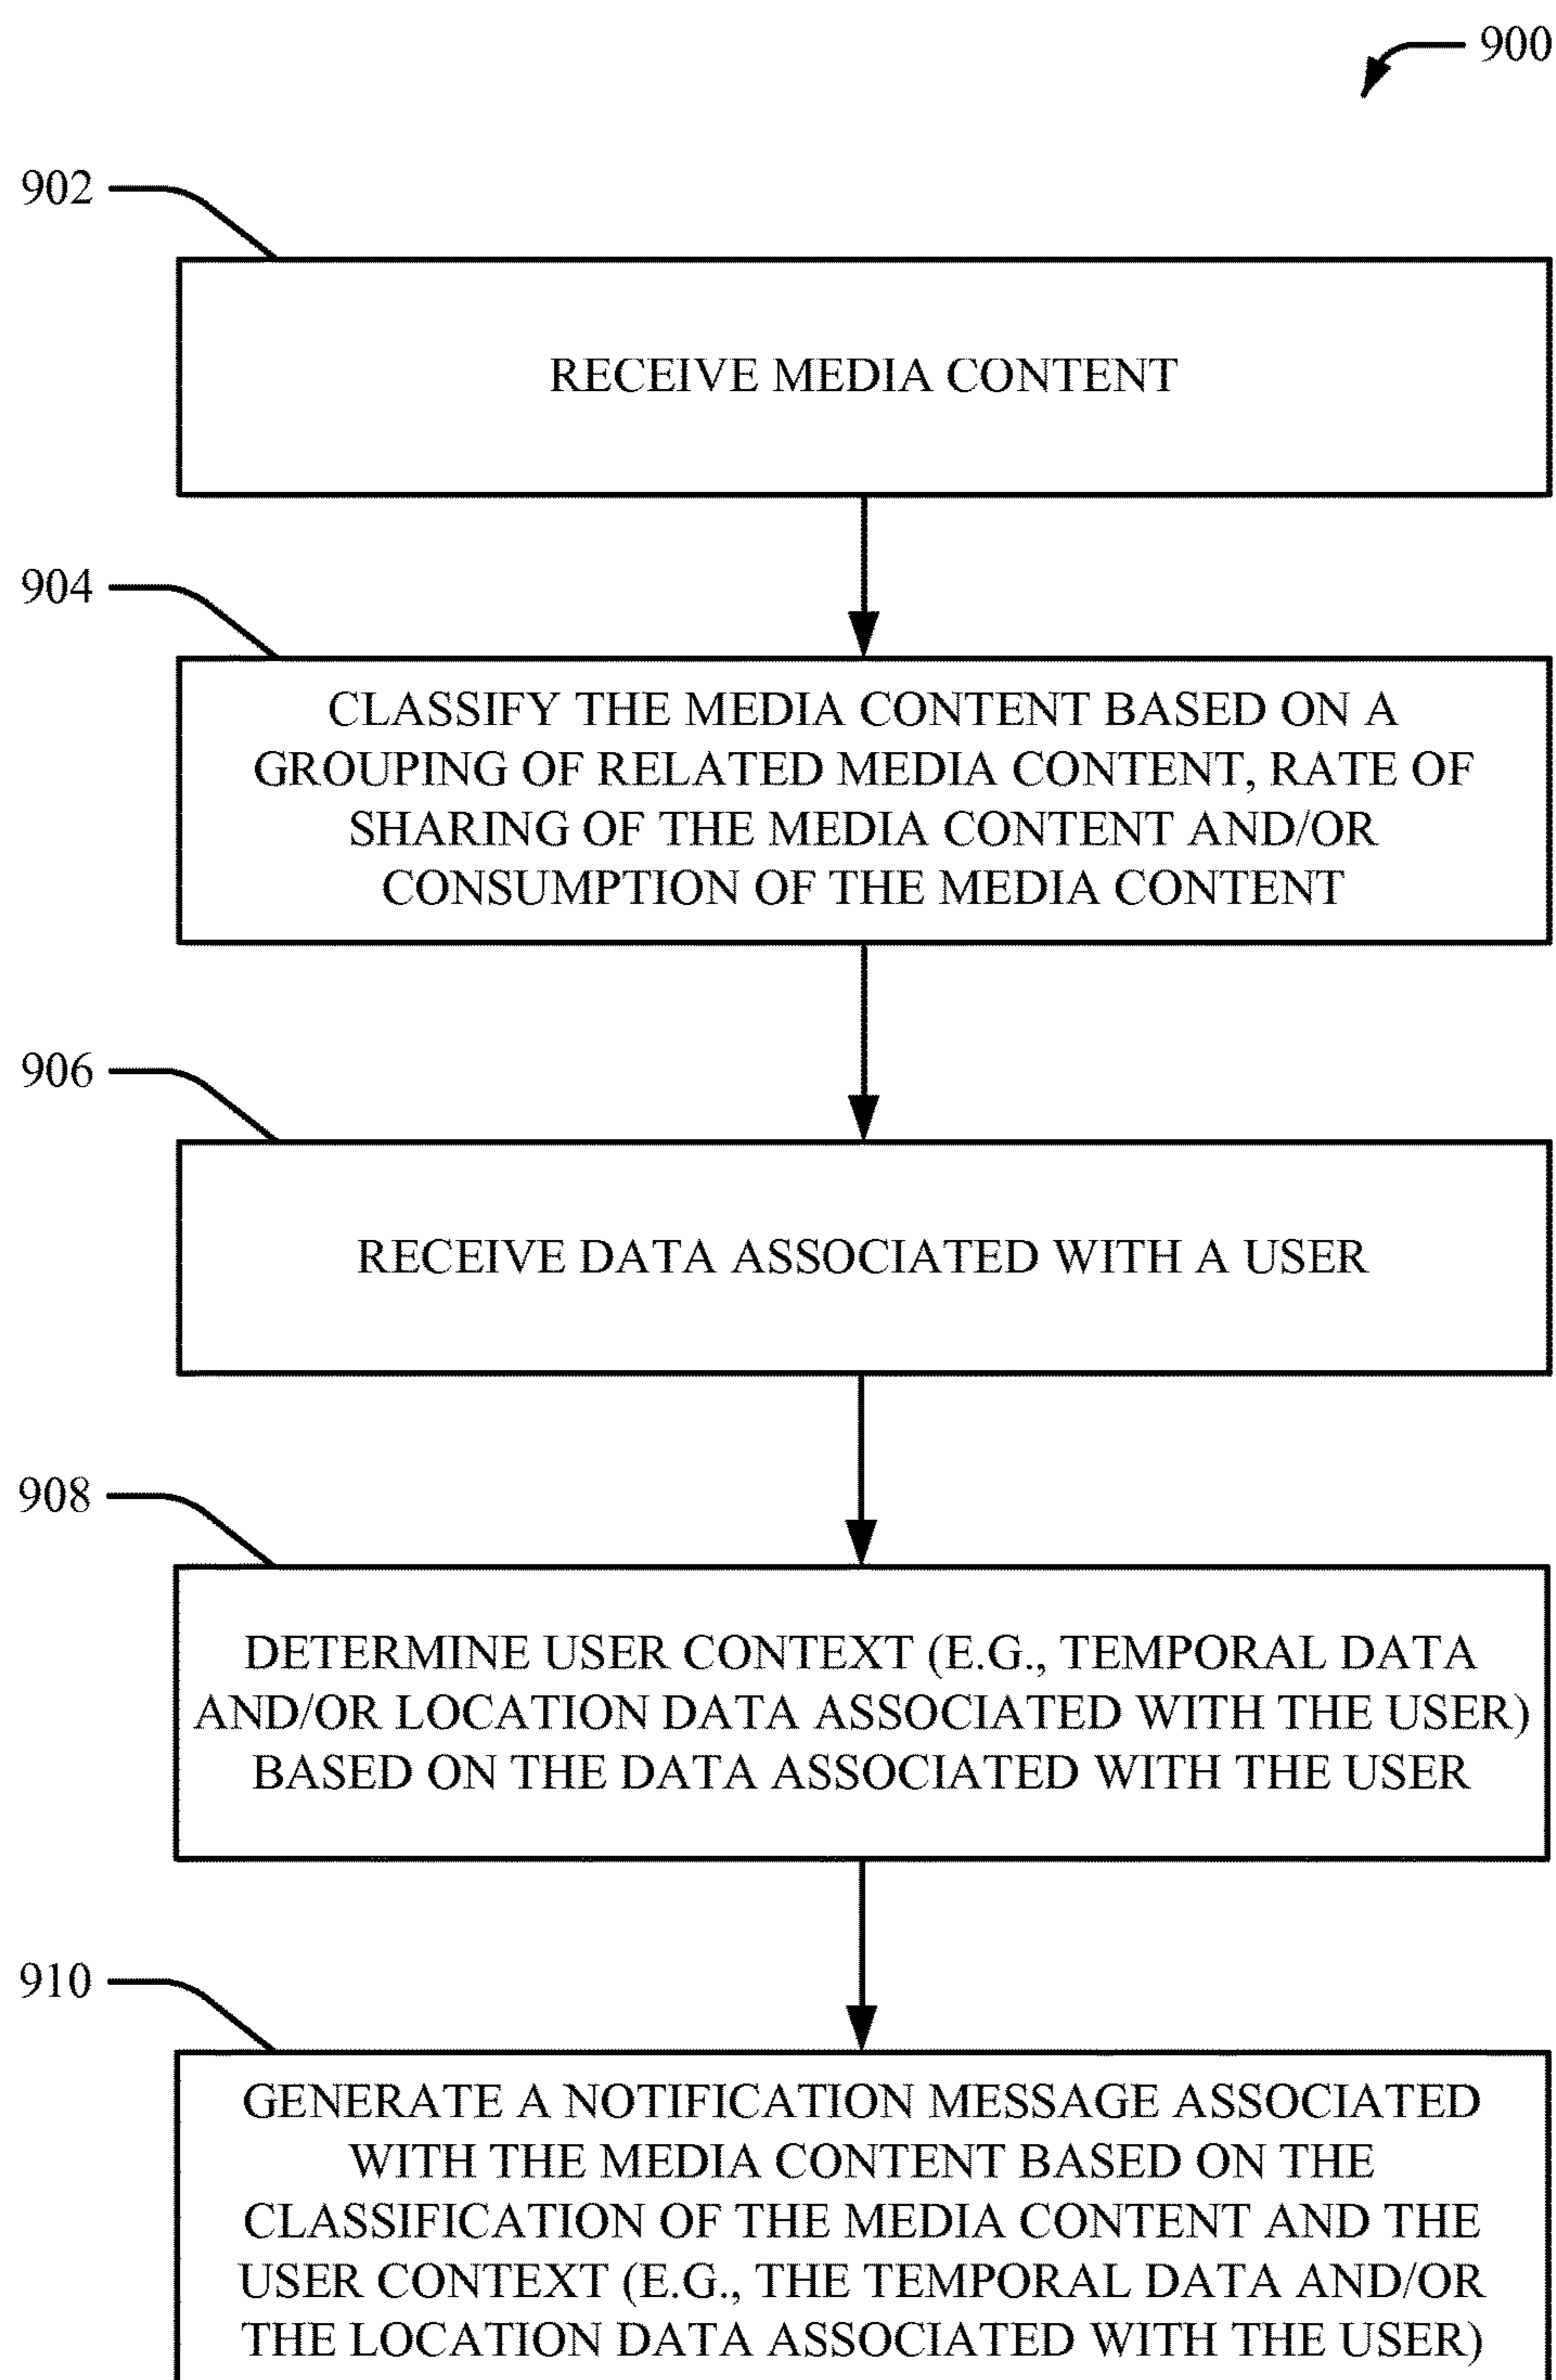 900
902
RECEIVE MEDIA CONTENT
904
CLASSIFY THE MEDIA CONTENT BASED ON A
GROUPING OF RELATED MEDIA CONTENT, RATE OF
SHARING OF THE MEDIA CONTENT AND/OR
CONSUMPTION OF THE MEDIA CONTENT
906
RECEIVE DATA ASSOCIATED WITH A USER
908
DETERMINE USER CONTEXT (E.G., TEMPORAL DATA
AND/OR LOCATION DATA ASSOCIATED WITH THE USER)
BASED ON THE DATA ASSOCIATED WITH THE USER
910
GENERATE A NOTIFICATION MESSAGE ASSOCIATED
WITH THE MEDIA CONTENT BASED ON THE
CLASSIFICATION OF THE MEDIA CONTENT AND THE
USER CONTEXT (E.G., THE TEMPORAL DATA AND/OR
THE LOCATION DATA ASSOCIATED WITH THE USER)